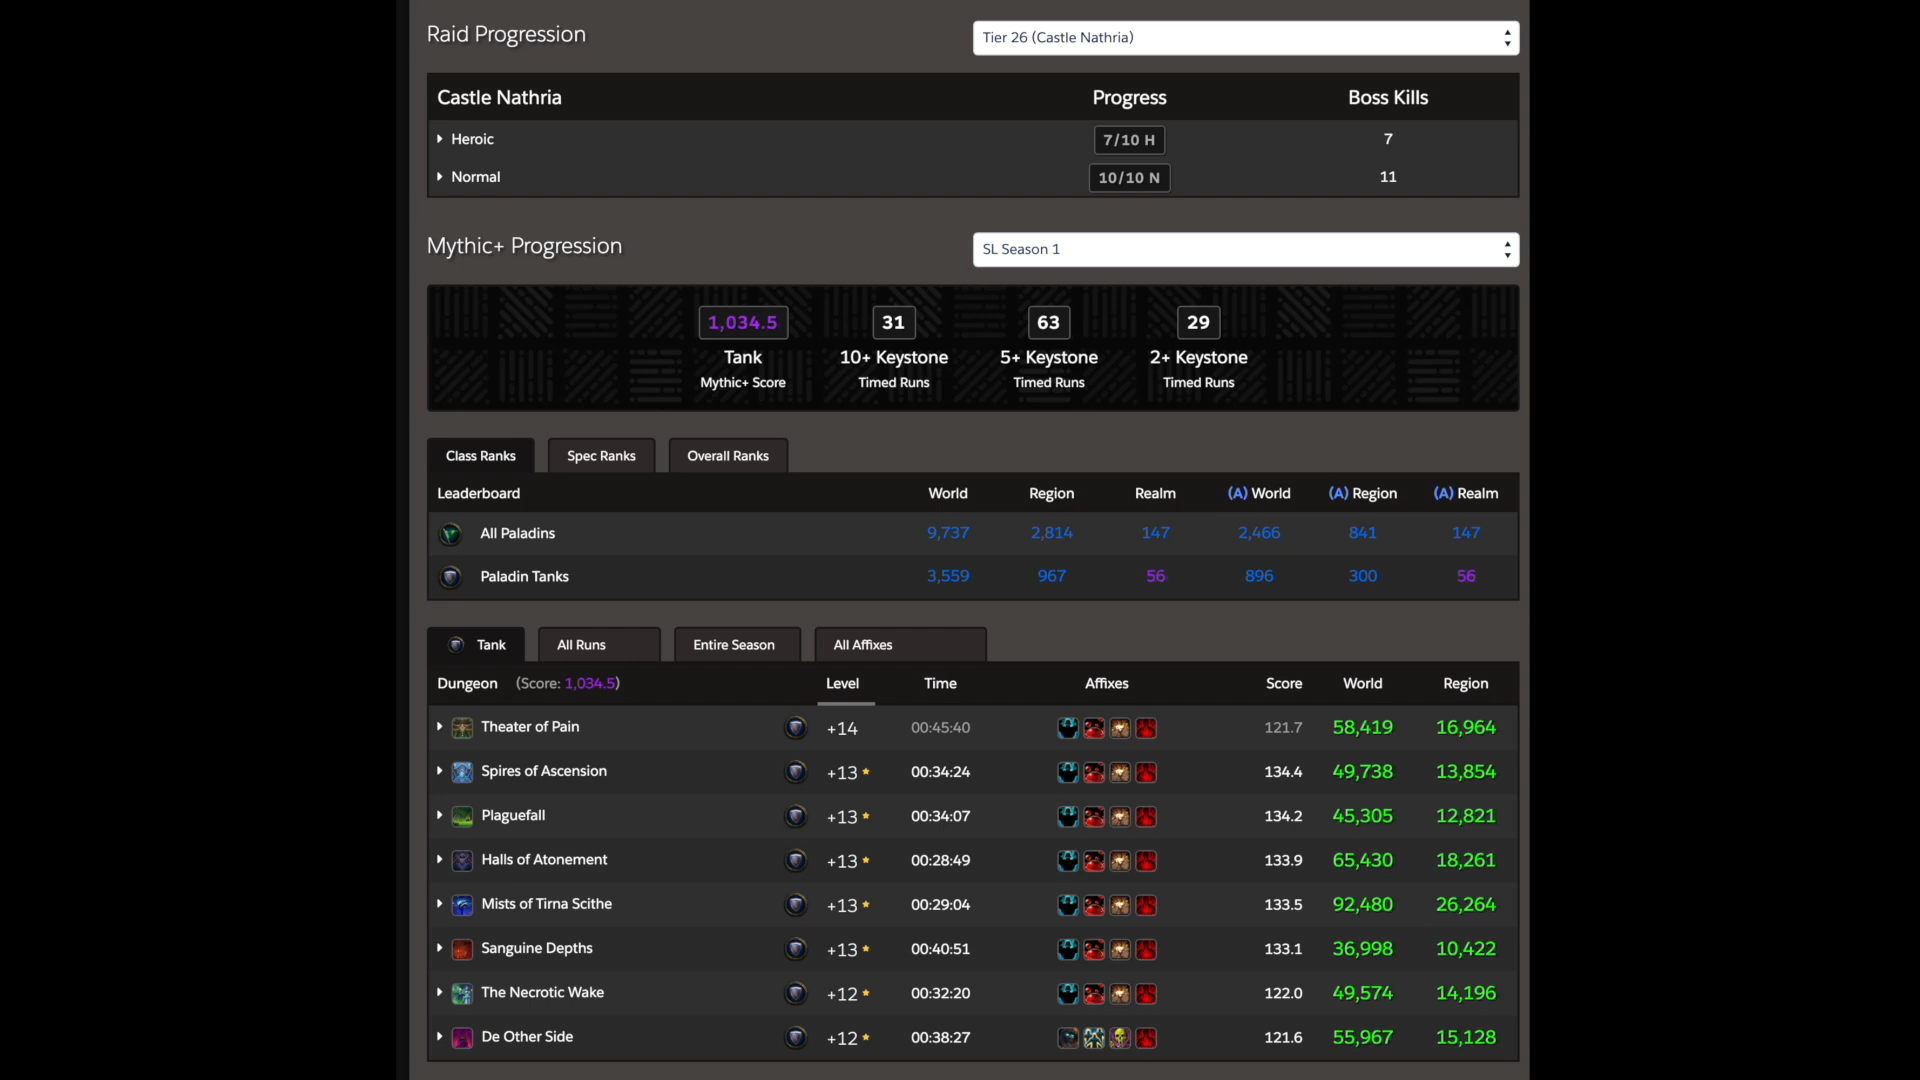 Raid Progression
Tier 26 (Castle Nathria)
Castle Nathria Progress Boss Kills
Heroic 7/10 H 7
Normal 10/10 N 11
Mythic+ Progression
SL Season 1
1,034.5 31 63 29
Tank 10+ Keystone 5+ Keystone 2+ Keystone
Mythic+ Score Timed Runs Timed Runs Timed Runs
Class Ranks Spec Ranks Overall Ranks
Leaderboard World Region Realm (A) World (A) Region (A) Realm
All Paladins 9,737 2,814 147 2,466 841 147
Paladin Tanks 3,559 967 56 896 300 56
Tank All Runs Entire Season All Affixes
Dungeon (Score: 1,034.5) Level Time Affixes Score World Region
Theater of Pain +14 00:45:40 121.7 58,419 16,964
Spires of Ascension +13 00:34:24 134.4 49,738 13,854
Plaguefall +13 00:34:07 134.2 45,305 12,821
Halls of Atonement +13 00:28:49 133.9 65,430 18,261
Mists of Tirna Scithe +13 00:29:04 133.5 92,480 26,264
Sanguine Depths +13 00:40:51 133.1 36,998 10,422
The Necrotic Wake +12 00:32:20 122.0 49,574 14,196
De Other Side +12 00:38:27 121.6 55,967 15,128